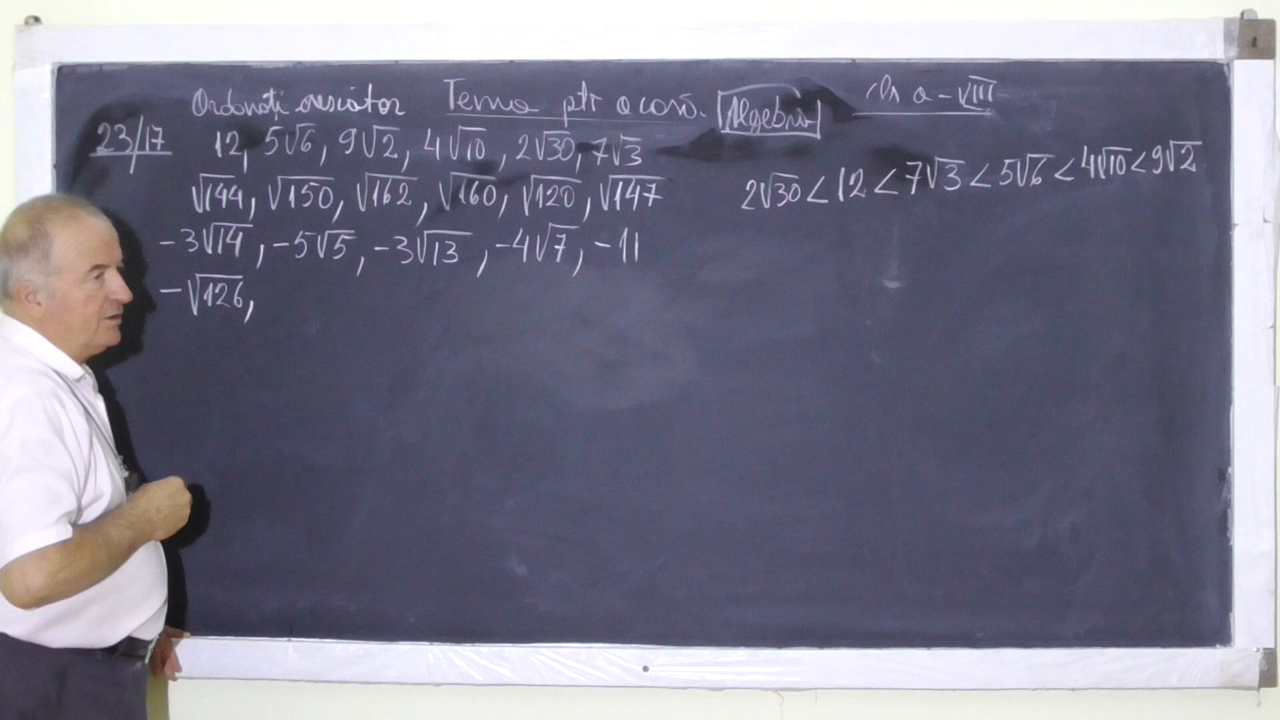 Ordonați crescător Tema ptr acasă. Algebra cls a-VIII
23/17 12, 5√6, 9√2, 4√10, 2√30, 7√3
√144, √150, √162, √160, √120, √147
2√30 < 12 < 7√3 < 5√6 < 4√10 < 9√2
-3√14, -5√5, -3√13, -4√7, -11
-√126,